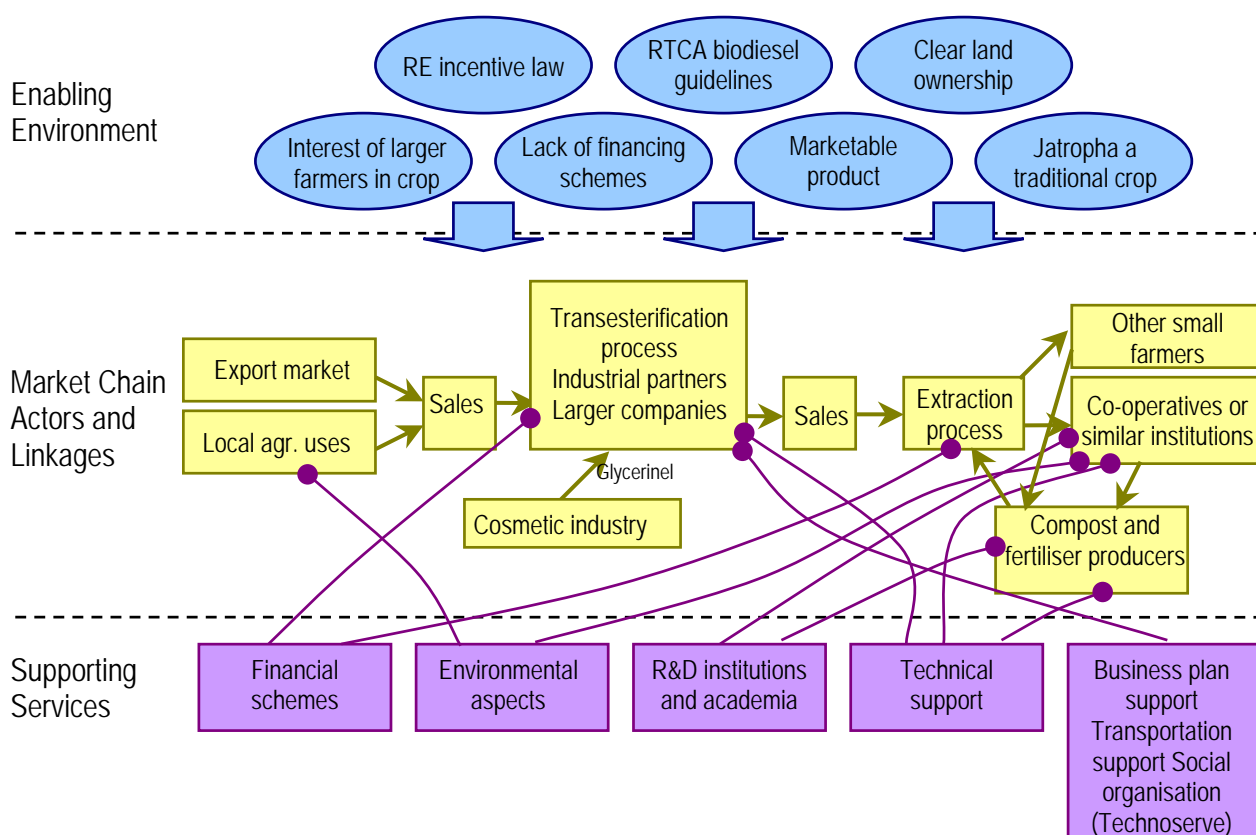 Enabling
Environment
RE incentive law
RTCA biodiesel
guidelines
Clear land
ownership
Interest of larger
farmers in crop
Lack of financing
schemes
Marketable
product
Jatropha a
traditional crop
Market Chain
Actors and
Linkages
Export market
Local agr. uses
Sales
Transesterification
process
Industrial partners
Larger companies
Glycerinel
Cosmetic industry
Sales
Extraction
process
Other small
farmers
Co-operatives or
similar institutions
Compost and
fertiliser producers
Supporting
Services
Financial
schemes
Environmental
aspects
R&D institutions
and academia
Technical
support
Business plan
support
Transportation
support Social
organisation
(Technoserve)